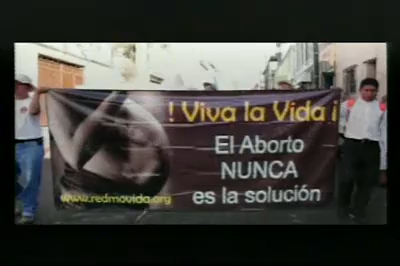 ! Viva la Vida ¡
El Aborto
NUNCA
es la solución
www.redmovida.org